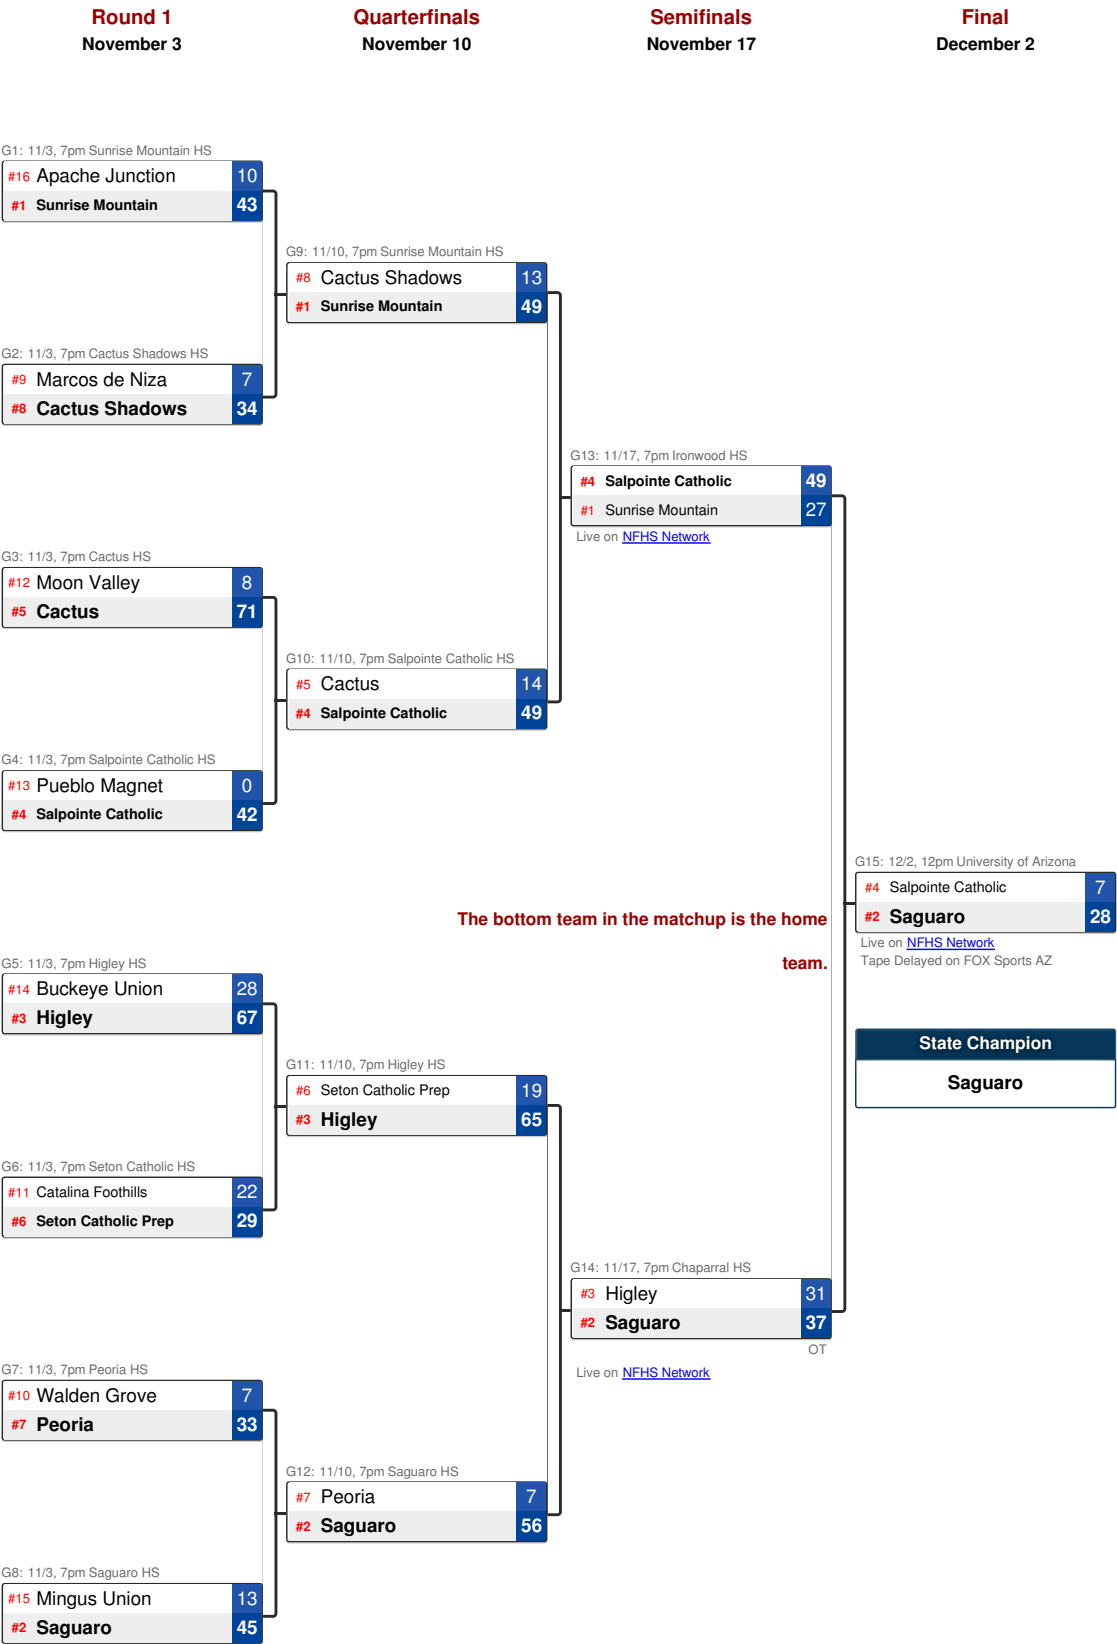 Round 1
November 3
Quarterfinals
November 10
Semifinals
November 17
Final
December 2
G1: 11/3, 7pm Sunrise Mountain HS
#16 Apache Junction 10
#1 Sunrise Mountain 43
G2: 11/3, 7pm Cactus Shadows HS
#9 Marcos de Niza 7
#8 Cactus Shadows 34
G3: 11/3, 7pm Cactus HS
#12 Moon Valley 8
#5 Cactus 71
G4: 11/3, 7pm Salpointe Catholic HS
#13 Pueblo Magnet 0
#4 Salpointe Catholic 42
G5: 11/3, 7pm Higley HS
#14 Buckeye Union 28
#3 Higley 67
G6: 11/3, 7pm Seton Catholic HS
#11 Catalina Foothills 22
#6 Seton Catholic Prep 29
G7: 11/3, 7pm Peoria HS
#10 Walden Grove 7
#7 Peoria 33
G8: 11/3, 7pm Saguaro HS
#15 Mingus Union 13
#2 Saguaro 45
G9: 11/10, 7pm Sunrise Mountain HS
#8 Cactus Shadows 13
#1 Sunrise Mountain 49
G10: 11/10, 7pm Salpointe Catholic HS
#5 Cactus 14
#4 Salpointe Catholic 49
G11: 11/10, 7pm Higley HS
#6 Seton Catholic Prep 19
#3 Higley 65
G12: 11/10, 7pm Saguaro HS
#7 Peoria 7
#2 Saguaro 56
G13: 11/17, 7pm Ironwood HS
#4 Salpointe Catholic 49
#1 Sunrise Mountain 27
Live on NFHS Network
The bottom team in the matchup is the home
team.
G14: 11/17, 7pm Chaparral HS
#3 Higley 31
#2 Saguaro 37
OT
Live on NFHS Network
G15: 12/2, 12pm University of Arizona
#4 Salpointe Catholic 7
#2 Saguaro 28
Live on NFHS Network
Tape Delayed on FOX Sports AZ
State Champion
Saguaro